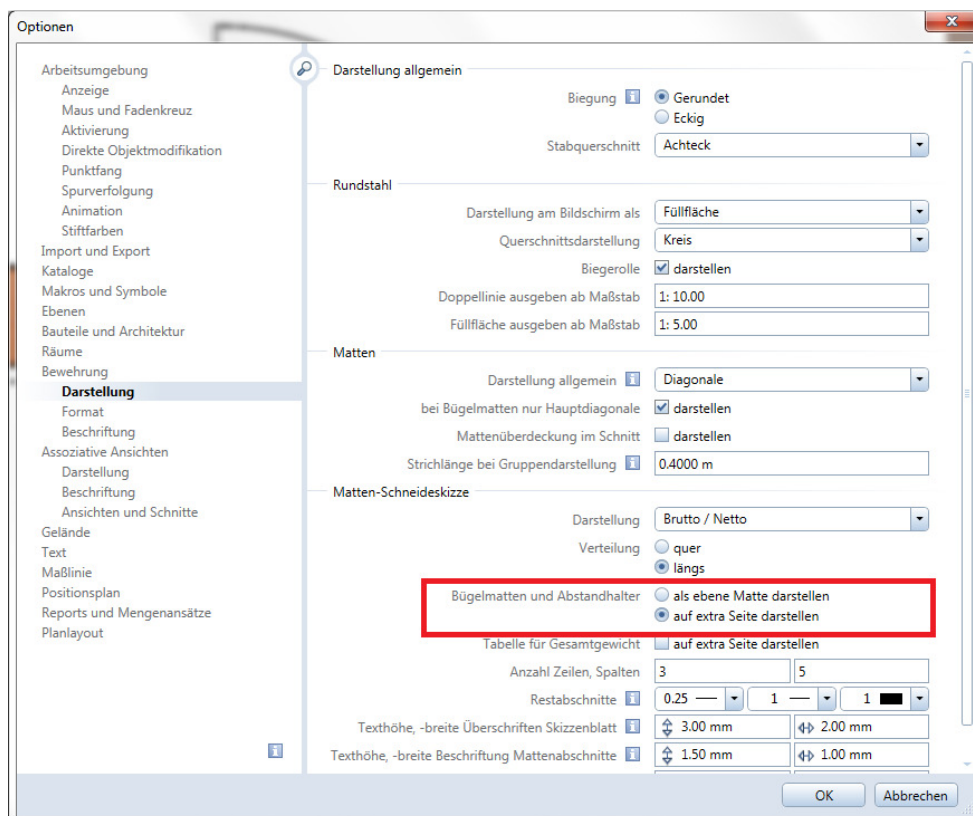 Optionen
Arbeitsumgebung
Anzeige
Maus und Fadenkreuz
Aktivierung
Direkte Objektmodifikation
Punktfang
Spurverfolgung
Animation
Stiftfarben
Import und Export
Kataloge
Makros und Symbole
Ebenen
Bauteile und Architektur
Räume
Bewehrung
Darstellung
Format
Beschriftung
Assoziative Ansichten
Darstellung
Beschriftung
Ansichten und Schnitte
Gelände
Text
Maßlinie
Positionsplan
Reports und Mengenansätze
Planlayout
Darstellung allgemein
Biegung Gerundet
Eckig
Stabquerschnitt Achteck
Rundstahl
Darstellung am Bildschirm als Füllfläche
Querschnittsdarstellung Kreis
Biegerolle darstellen
Doppellinie ausgeben ab Maßstab 1: 10.00
Füllfläche ausgeben ab Maßstab 1: 5.00
Matten
Darstellung allgemein Diagonale
bei Bügelmatten nur Hauptdiagonale darstellen
Mattenüberdeckung im Schnitt darstellen
Strichlänge bei Gruppendarstellung 0.4000 m
Matten-Schneideskizze
Darstellung Brutto / Netto
Verteilung quer
längs
Bügelmatten und Abstandhalter als ebene Matte darstellen
auf extra Seite darstellen
Tabelle für Gesamtgewicht auf extra Seite darstellen
Anzahl Zeilen, Spalten 3 5
Restabschnitte 0.25 1 1
Texthöhe, -breite Überschriften Skizzenblatt 3.00 mm 2.00 mm
Texthöhe, -breite Beschriftung Mattenabschnitte 1.50 mm 1.00 mm
OK Abbrechen